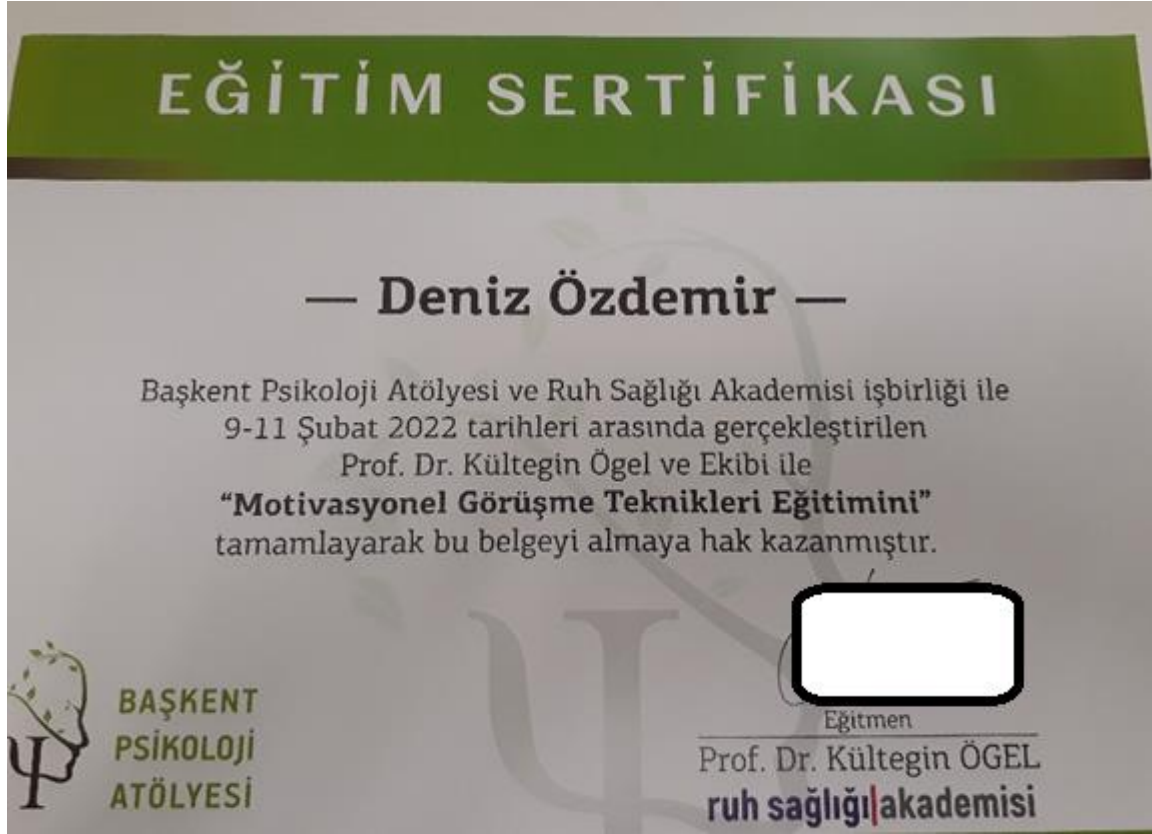 EĞİTİM SERTİFİKASI
— Deniz Özdemir —
Başkent Psikoloji Atölyesi ve Ruh Sağlığı Akademisi işbirliği ile
9-11 Şubat 2022 tarihleri arasında gerçekleştirilen
Prof. Dr. Kültegin Ögel ve Ekibi ile
“Motivasyonel Görüşme Teknikleri Eğitimini”
tamamlayarak bu belgeyi almaya hak kazanmıştır.
BAŞKENT
PSİKOLOJİ
ATÖLYESİ
Eğitmen
Prof. Dr. Kültegin ÖGEL
ruh sağlığı|akademisi